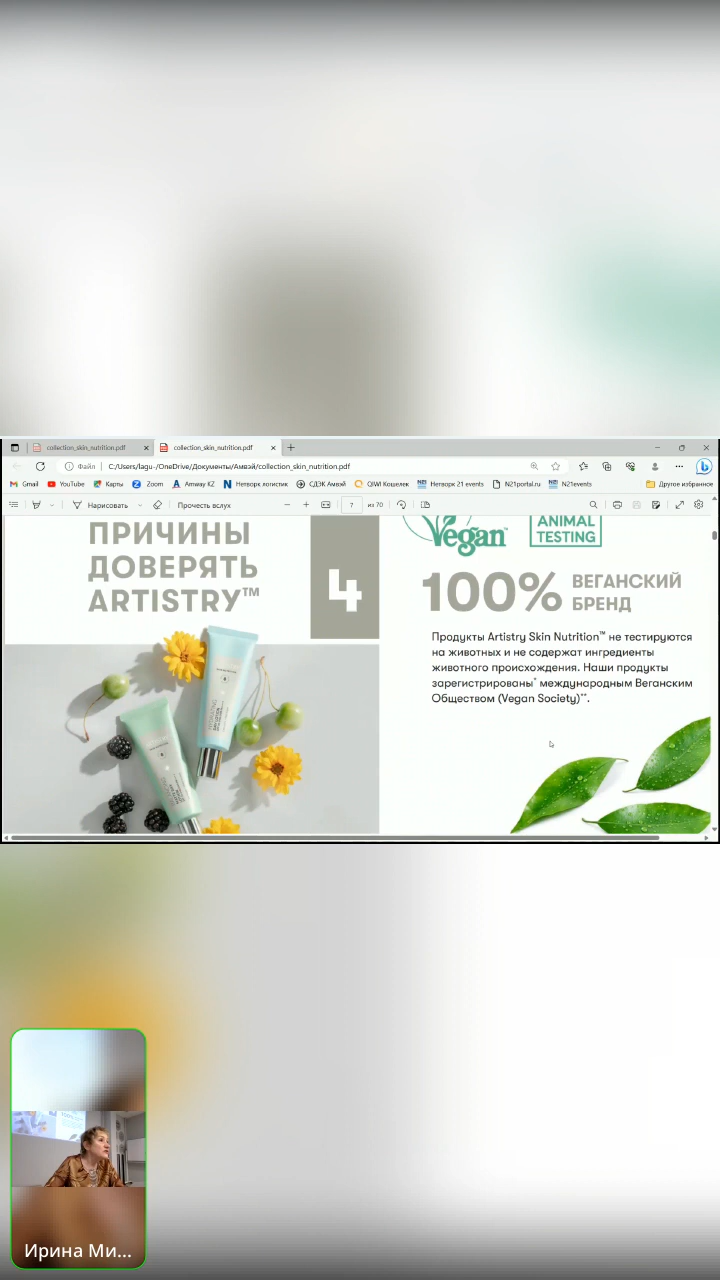 collection_skin_nutrition.pdf
collection_skin_nutrition.pdf
Файл
C:/Users/lagu-/OneDrive/Документы/Амвэй/collection_skin_nutrition.pdf
Gmail
YouTube
Карты
Zoom
Amway KZ
Нетворк логистик
СДЭК Амвэй
QIWI Кошелек
Нетворк 21 events
N21portal.ru
N21events
Другое избранное
Нарисовать
Прочесть вслух
7
из 70
ПРИЧИНЫ
ДОВЕРЯТЬ
ARTISTRY™
4
Vegan™
ANIMAL
TESTING
100%
ВЕГАНСКИЙ
БРЕНД
Продукты Artistry Skin Nutrition™ не тестируются
на животных и не содержат ингредиенты
животного происхождения. Наши продукты
зарегистрированы* международным Веганским
Обществом (Vegan Society)**.
Ирина Ми...